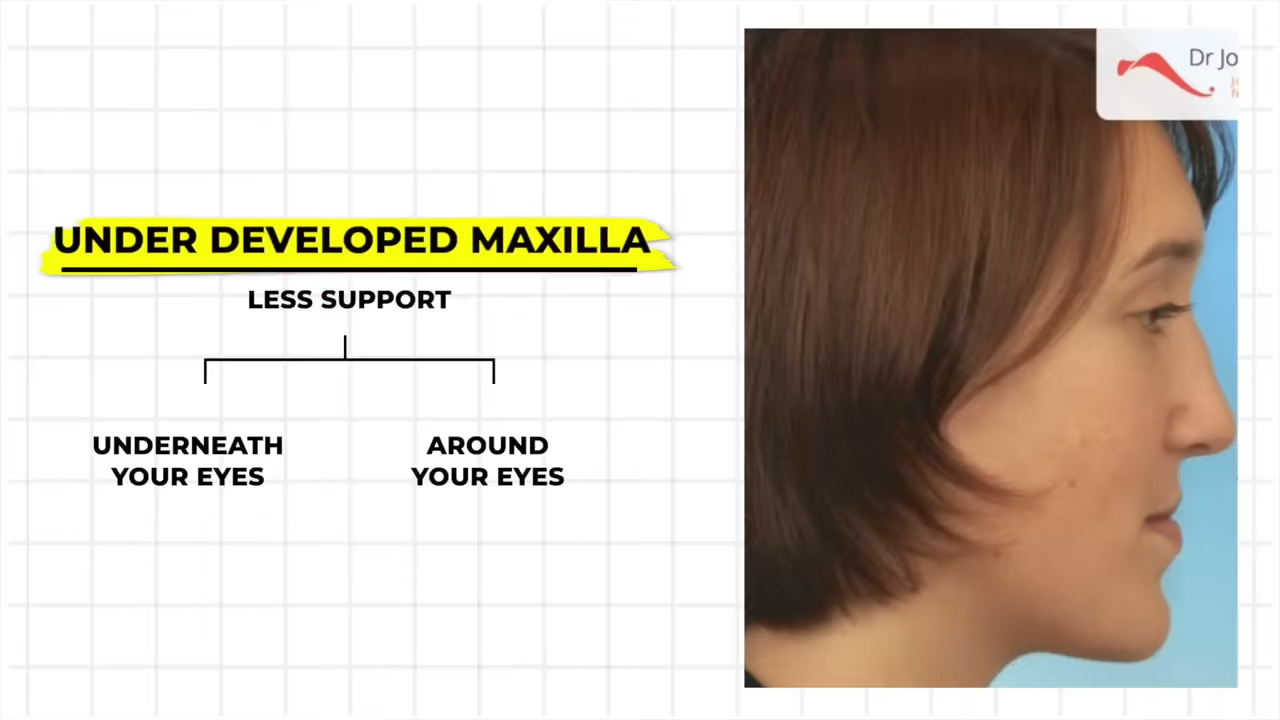 UNDER DEVELOPED MAXILLA
LESS SUPPORT
UNDERNEATH
YOUR EYES
AROUND
YOUR EYES
Dr Jo